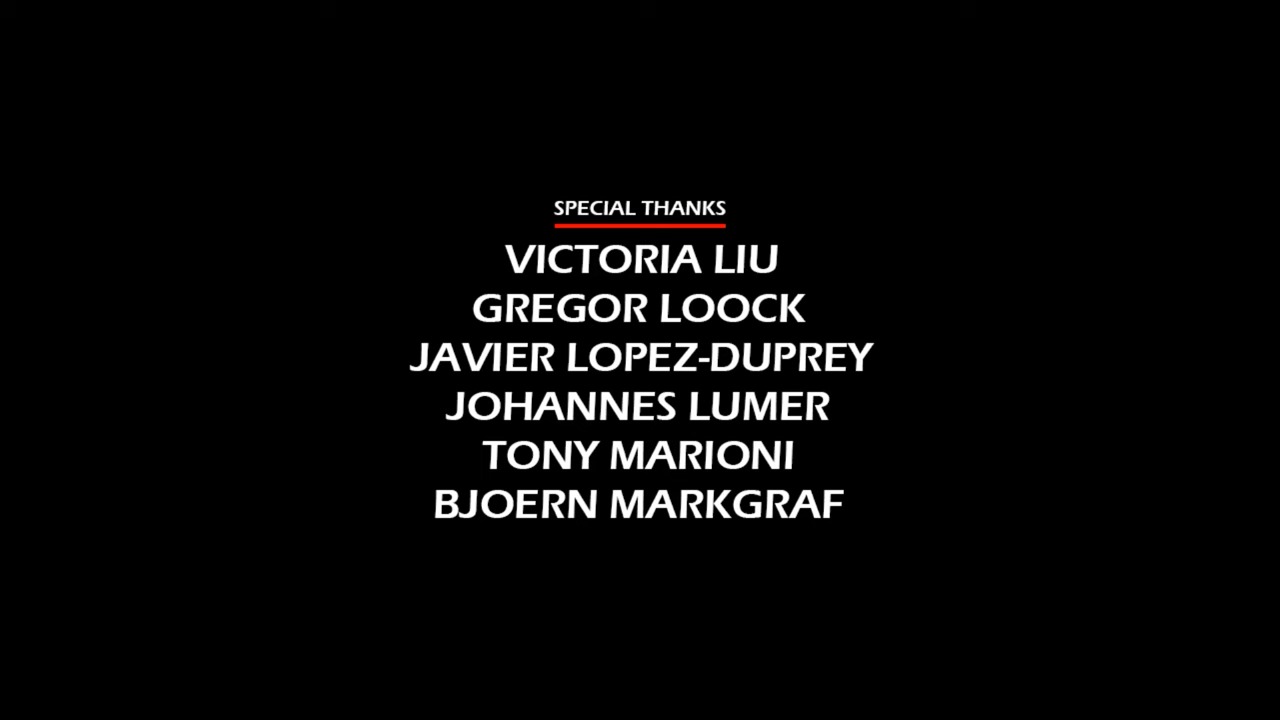 SPECIAL THANKS
VICTORIA LIU
GREGOR LOOCK
JAVIER LOPEZ-DUPREY
JOHANNES LUMER
TONY MARIONI
BJOERN MARKGRAF